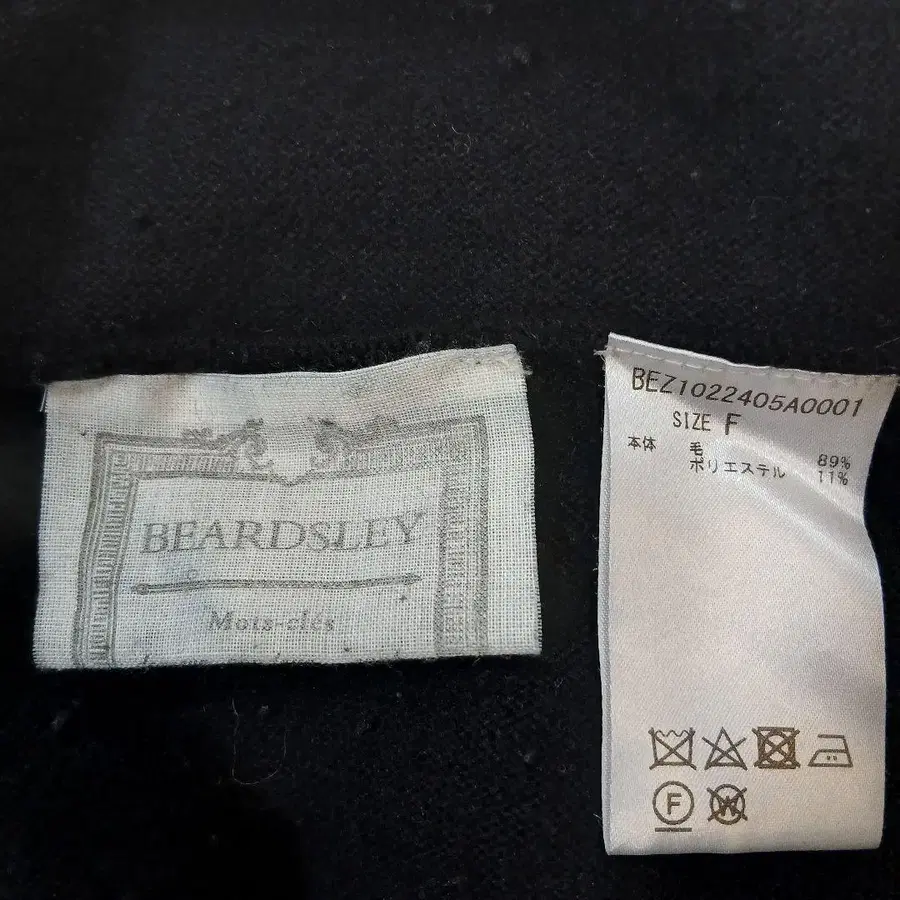 BEARDSLEY
Mots-clés
BEZ1022405A0001
SIZE F
本体 毛 89%
ポリエステル 11%
F
W